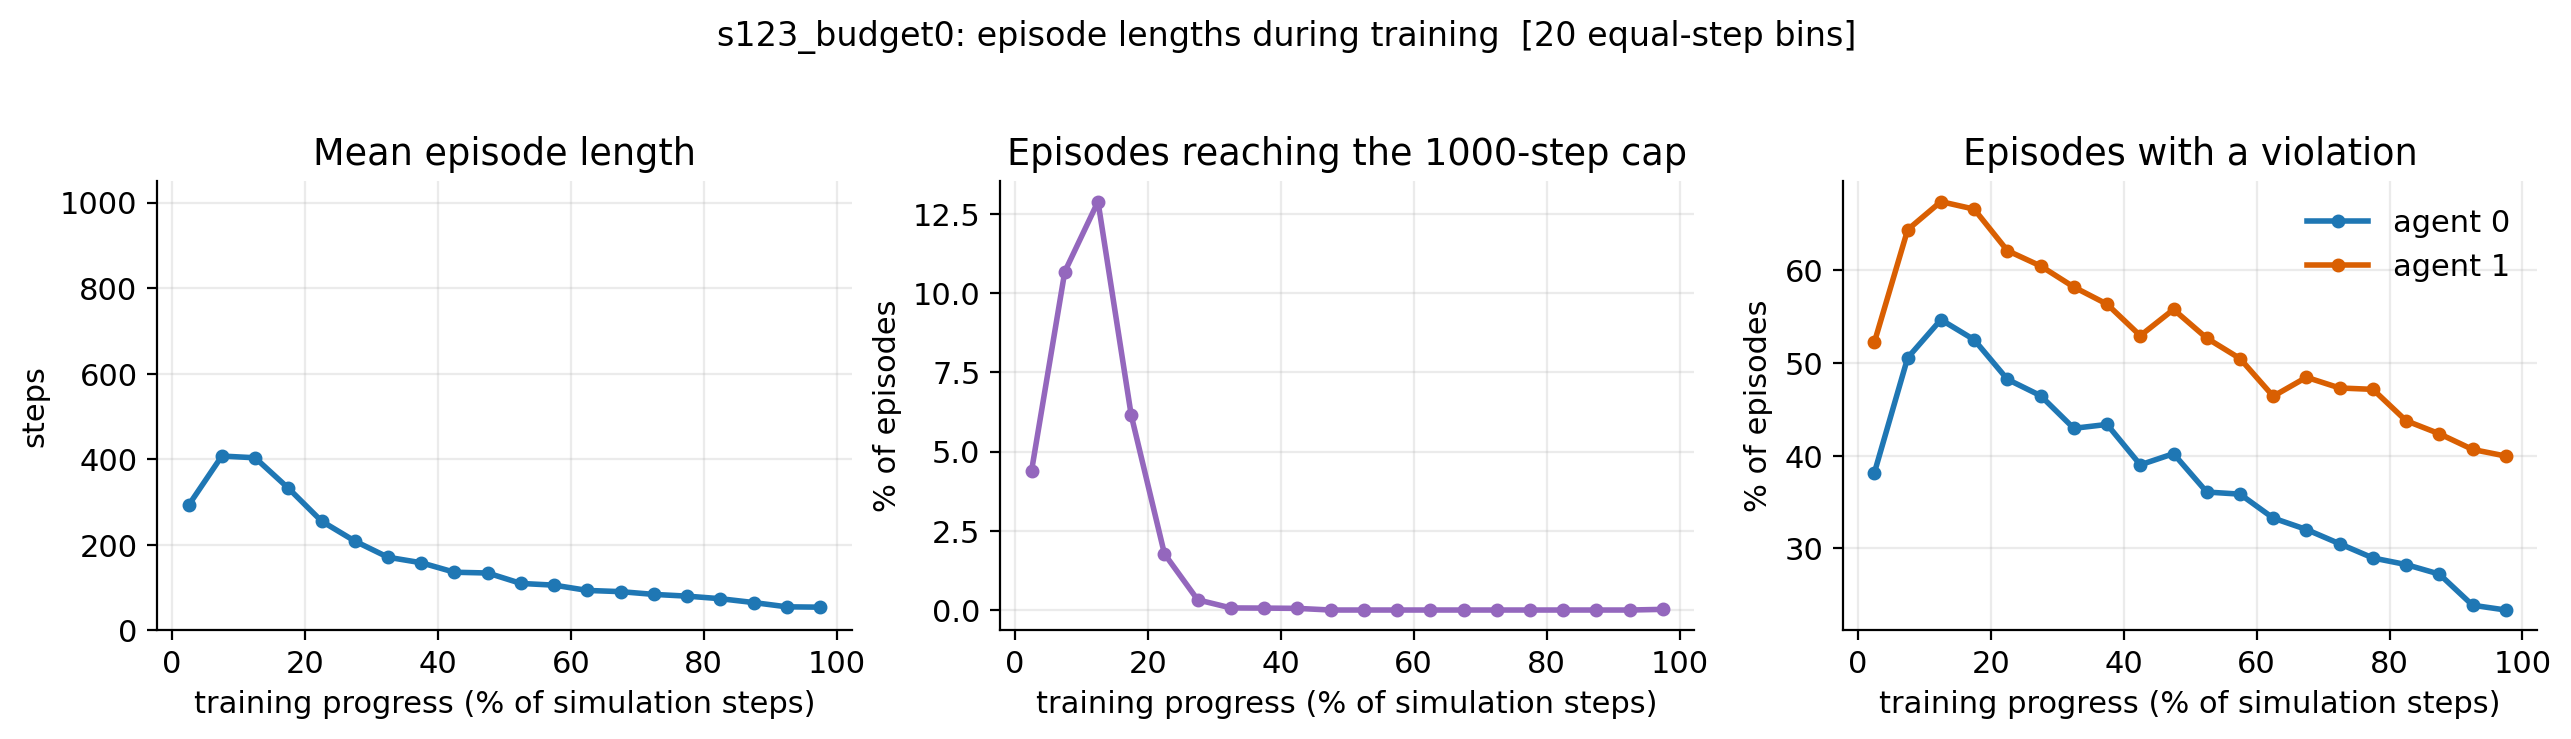 s123_budget0: episode lengths during training  [20 equal-step bins]
Mean episode length
steps
1000
800
600
400
200
0
0 20 40 60 80 100
training progress (% of simulation steps)
Episodes reaching the 1000-step cap
% of episodes
12.5
10.0
7.5
5.0
2.5
0.0
0 20 40 60 80 100
training progress (% of simulation steps)
Episodes with a violation
% of episodes
60
50
40
30
agent 0
agent 1
0 20 40 60 80 100
training progress (% of simulation steps)